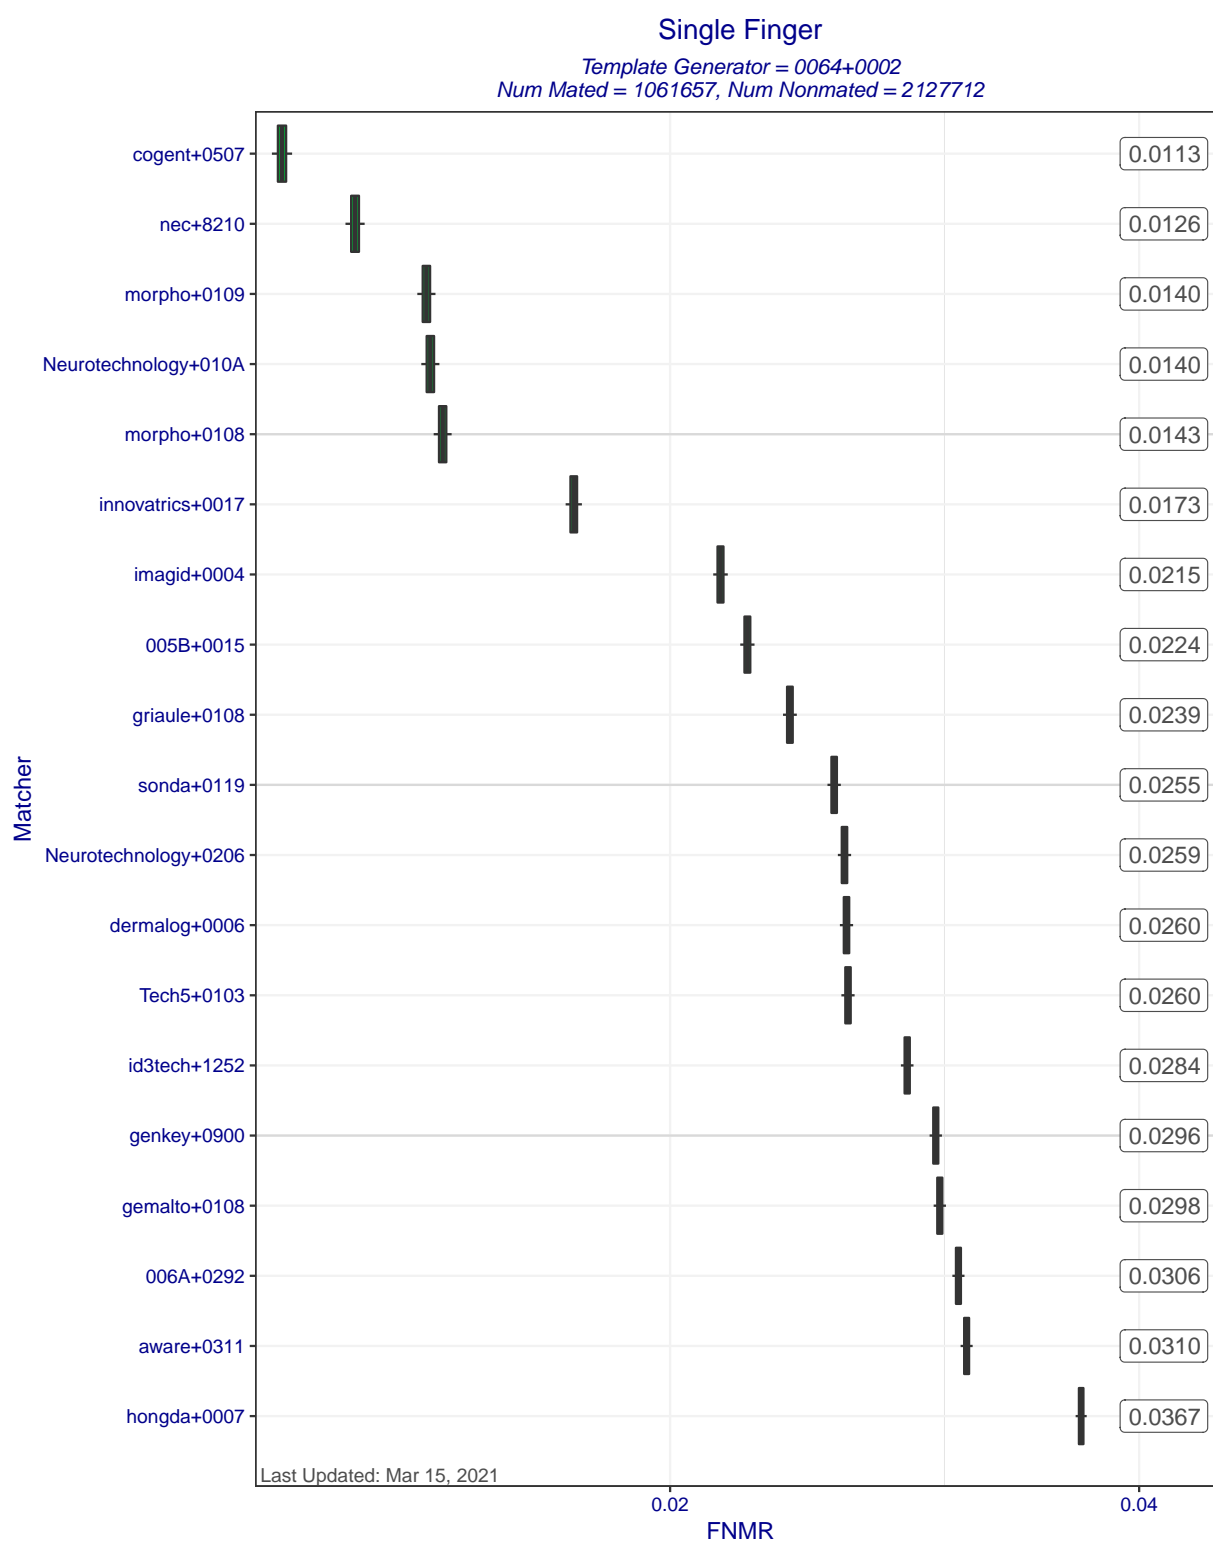 Single Finger
Template Generator = 0064+0002
Num Mated = 1061657, Num Nonmated = 2127712
Matcher
cogent+0507 0.0113
nec+8210 0.0126
morpho+0109 0.0140
Neurotechnology+010A 0.0140
morpho+0108 0.0143
innovatrics+0017 0.0173
imagid+0004 0.0215
005B+0015 0.0224
griaule+0108 0.0239
sonda+0119 0.0255
Neurotechnology+0206 0.0259
dermalog+0006 0.0260
Tech5+0103 0.0260
id3tech+1252 0.0284
genkey+0900 0.0296
gemalto+0108 0.0298
006A+0292 0.0306
aware+0311 0.0310
hongda+0007 0.0367
Last Updated: Mar 15, 2021
0.02 0.04
FNMR